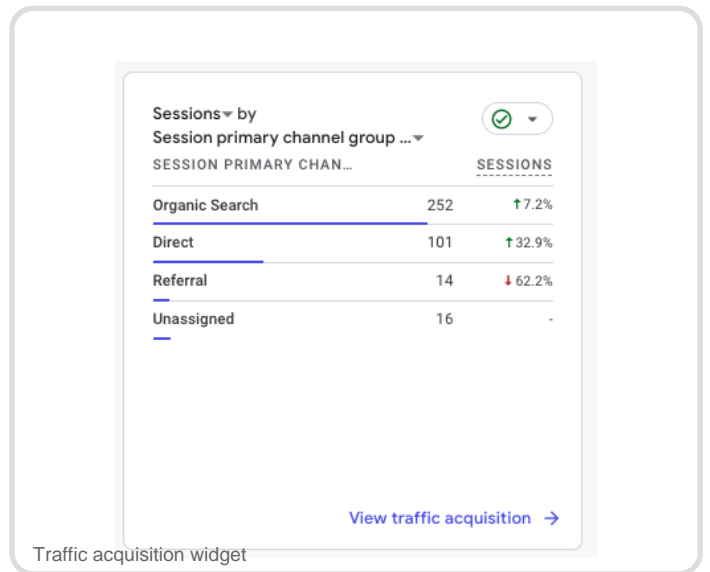 Sessions by
Session primary channel group ...
SESSION PRIMARY CHAN... SESSIONS
Organic Search 252 ↑7.2%
Direct 101 ↑32.9%
Referral 14 ↓62.2%
Unassigned 16 -
View traffic acquisition →
Traffic acquisition widget